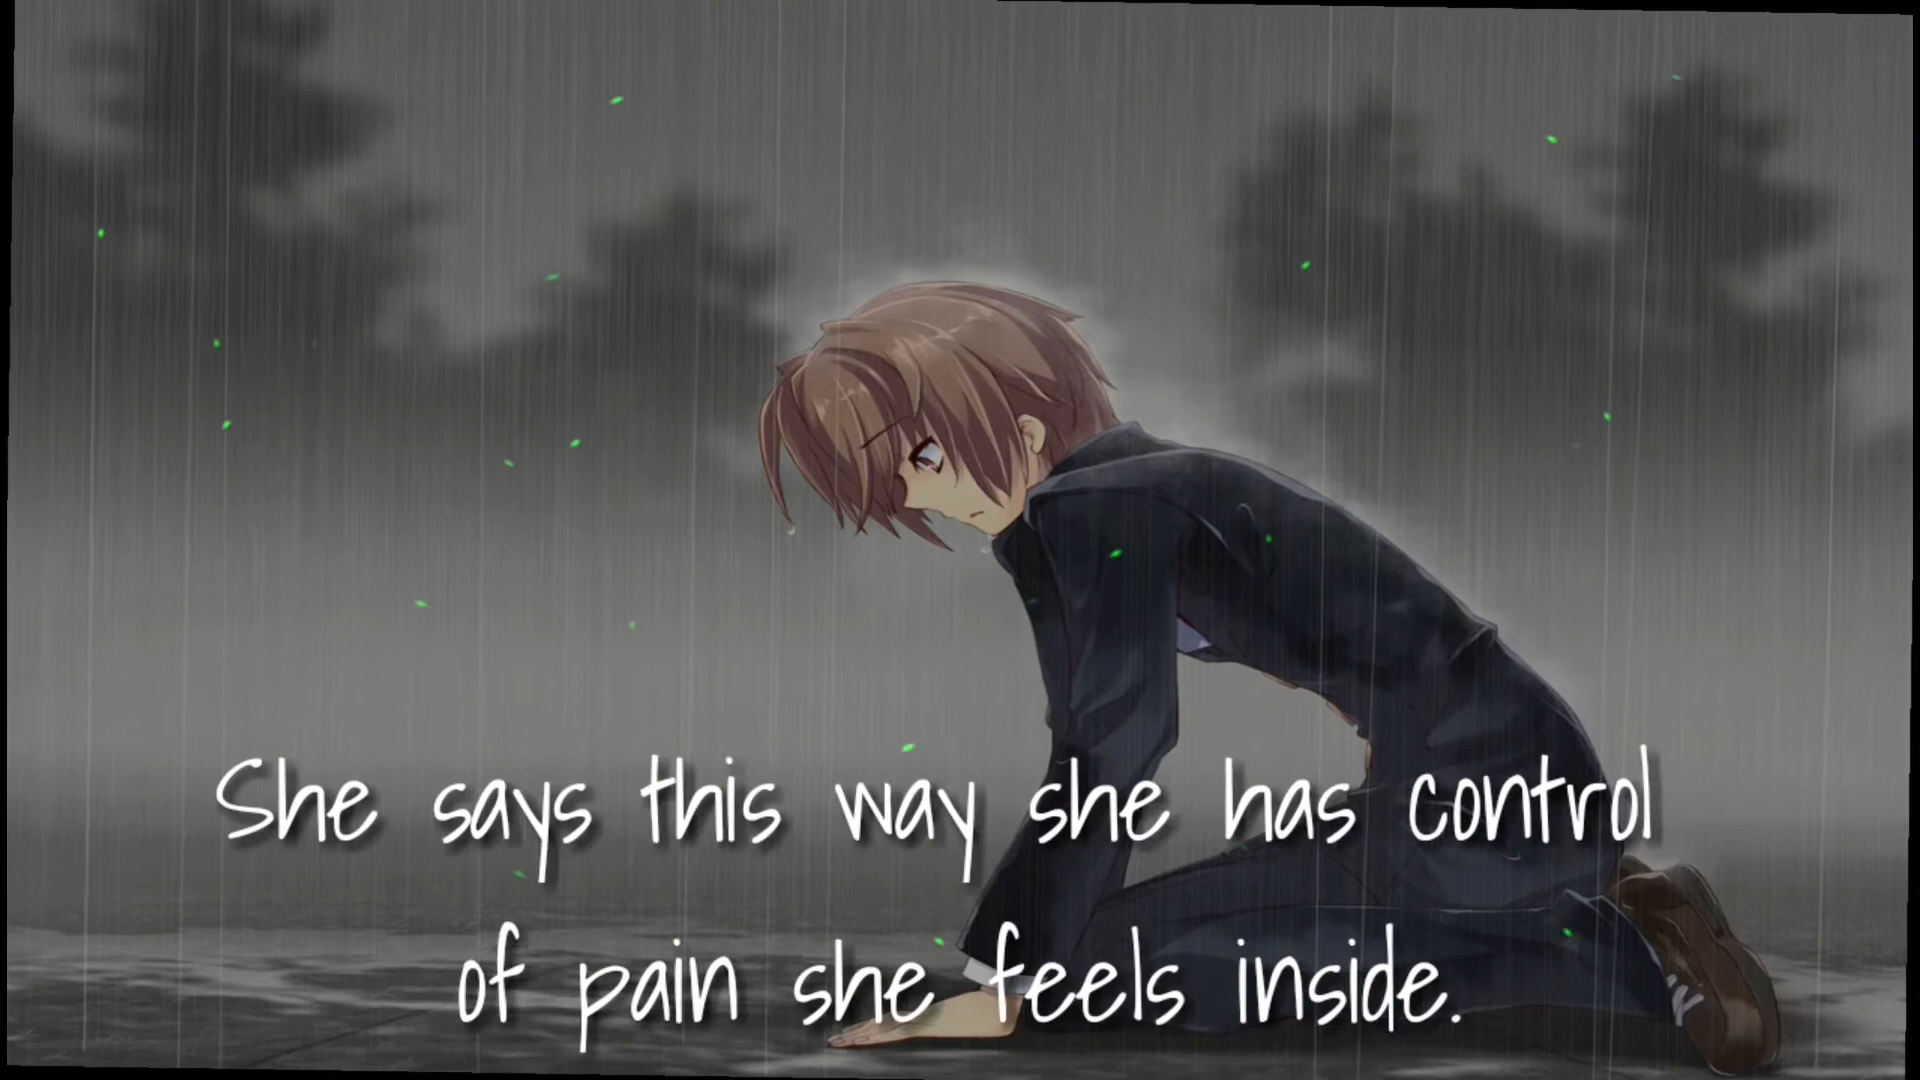 She says this way she has control
of pain she feels inside.